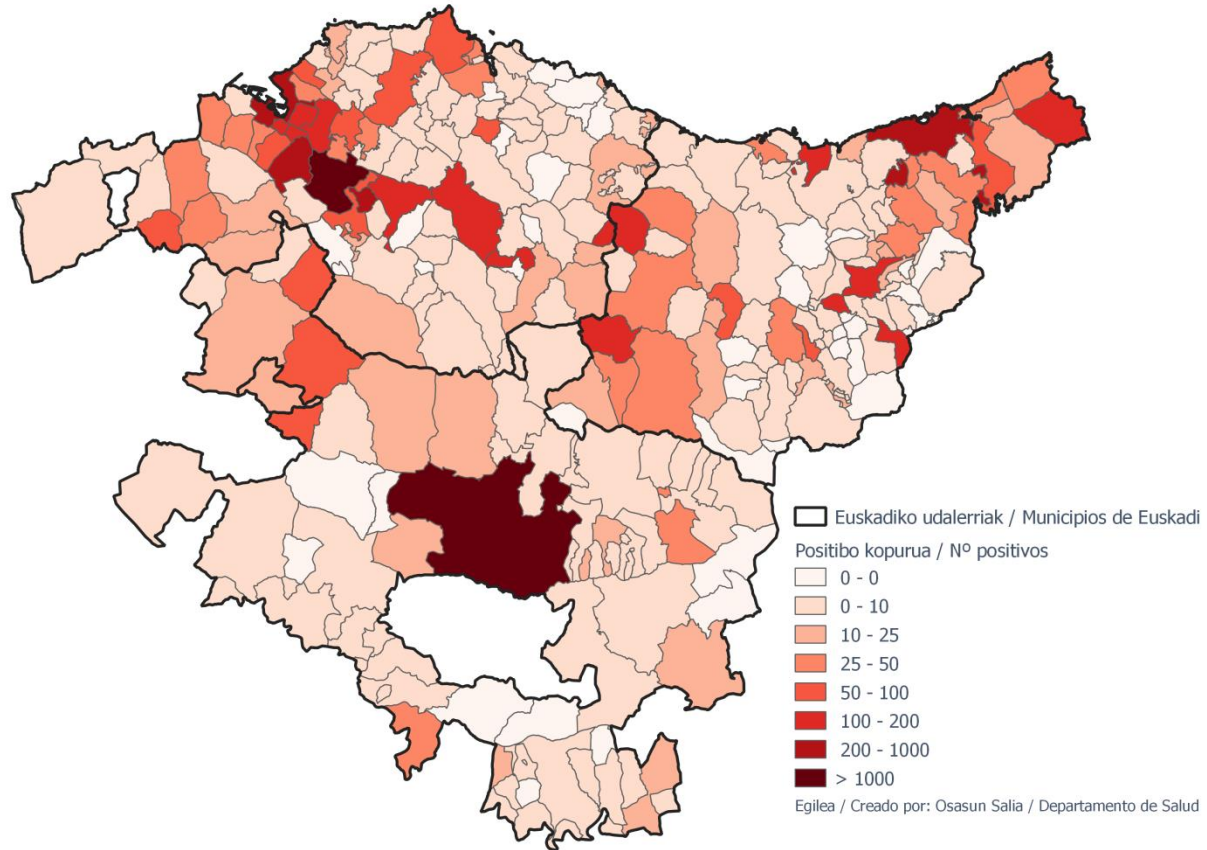 Euskadiko udalerriak / Municipios de Euskadi
Positibo kopurua / Nº positivos
0 - 0
0 - 10
10 - 25
25 - 50
50 - 100
100 - 200
200 - 1000
> 1000
Egilea / Creado por: Osasun Salia / Departamento de Salud